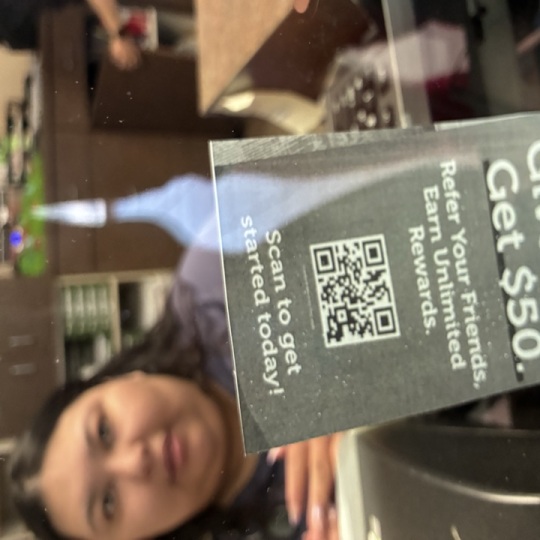 Get $50.
Refer Your Friends,
Earn Unlimited
Rewards.
Scan to get
started today!